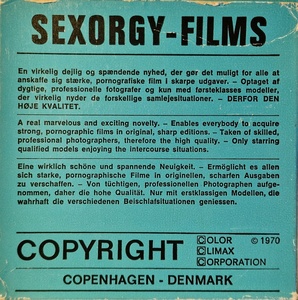 SEXORGY-FILMS
En virkelig dejlig og spændende nyhed, der gør det muligt for alle at
anskaffe sig stærke, pornografiske film i skarpe udgaver. – Optaget af
dygtige, professionelle fotografer og kun med førsteklasses modeller,
der virkelig nyder de forskellige samlejesituationer. – DERFOR DEN
HØJE KVALITET.
A real marvelous and exciting novelty. – Enables everybody to acquire
strong, pornographic films in original, sharp editions. – Taken of skilled,
professional photographers, therefore the high quality. – Only starring
qualified models enjoying the intercourse situations.
Eine wirklich schöne und spannende Neuigkeit. – Ermöglicht es allen
sich starke, pornographische Filme in originellen, scharfen Ausgaben
zu verschaffen. – Von tüchtigen, professionellen Photographen aufge-
nommen, daher die hohe Qualität. Nur mit erstklassigen Modellen, die
wahrhaft die verschiedenen Beischlafsituationen geniessen.
COPYRIGHT COLOR © 1970
CLIMAX
CORPORATION
COPENHAGEN - DENMARK